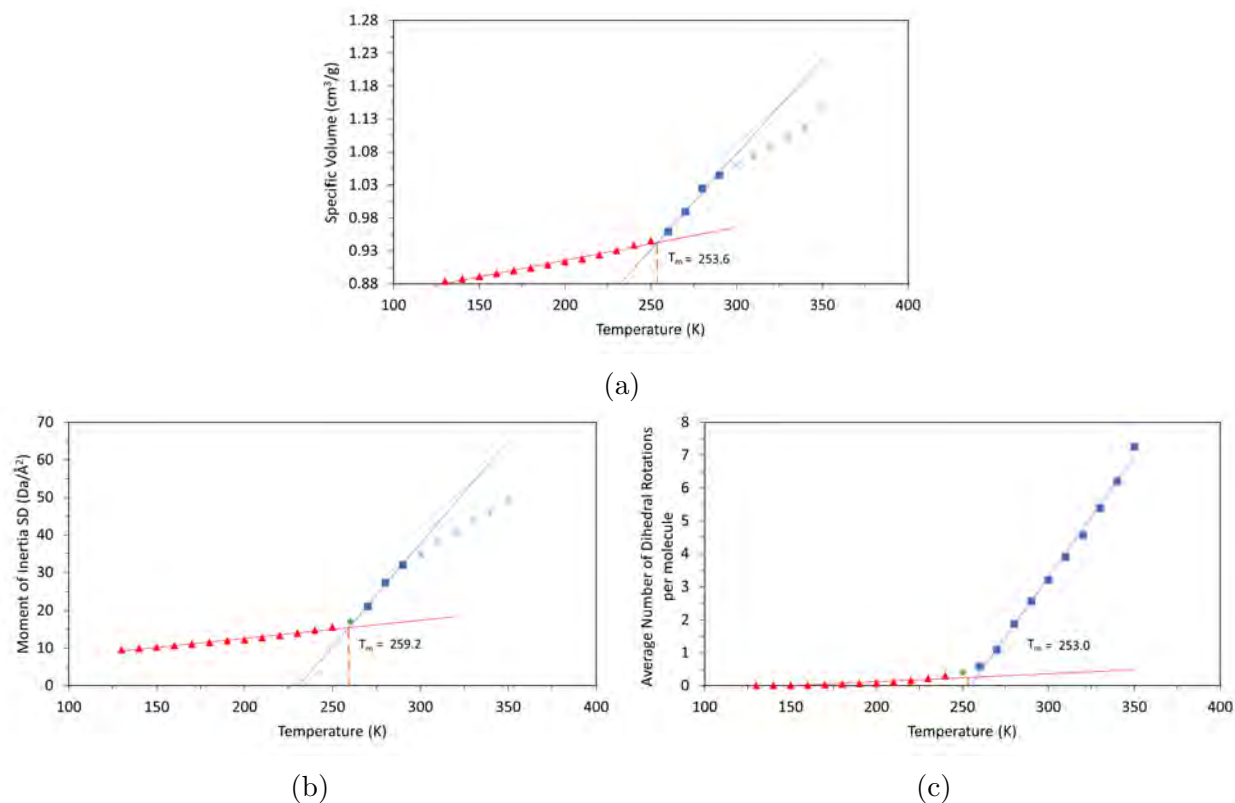 1.28
1.23
1.18
1.13
1.08
1.03
0.98
0.93
0.88
Specific Volume (cm³/g)
Tm = 253.6
100 150 200 250 300 350 400
Temperature (K)
(a)
70
60
50
40
30
20
10
0
Moment of Inertia SD (Da/Å²)
Tm = 259.2
100 150 200 250 300 350 400
Temperature (K)
(b)
8
7
6
5
4
3
2
1
0
Average Number of Dihedral Rotations
per molecule
Tm = 253.0
100 150 200 250 300 350 400
Temperature (K)
(c)